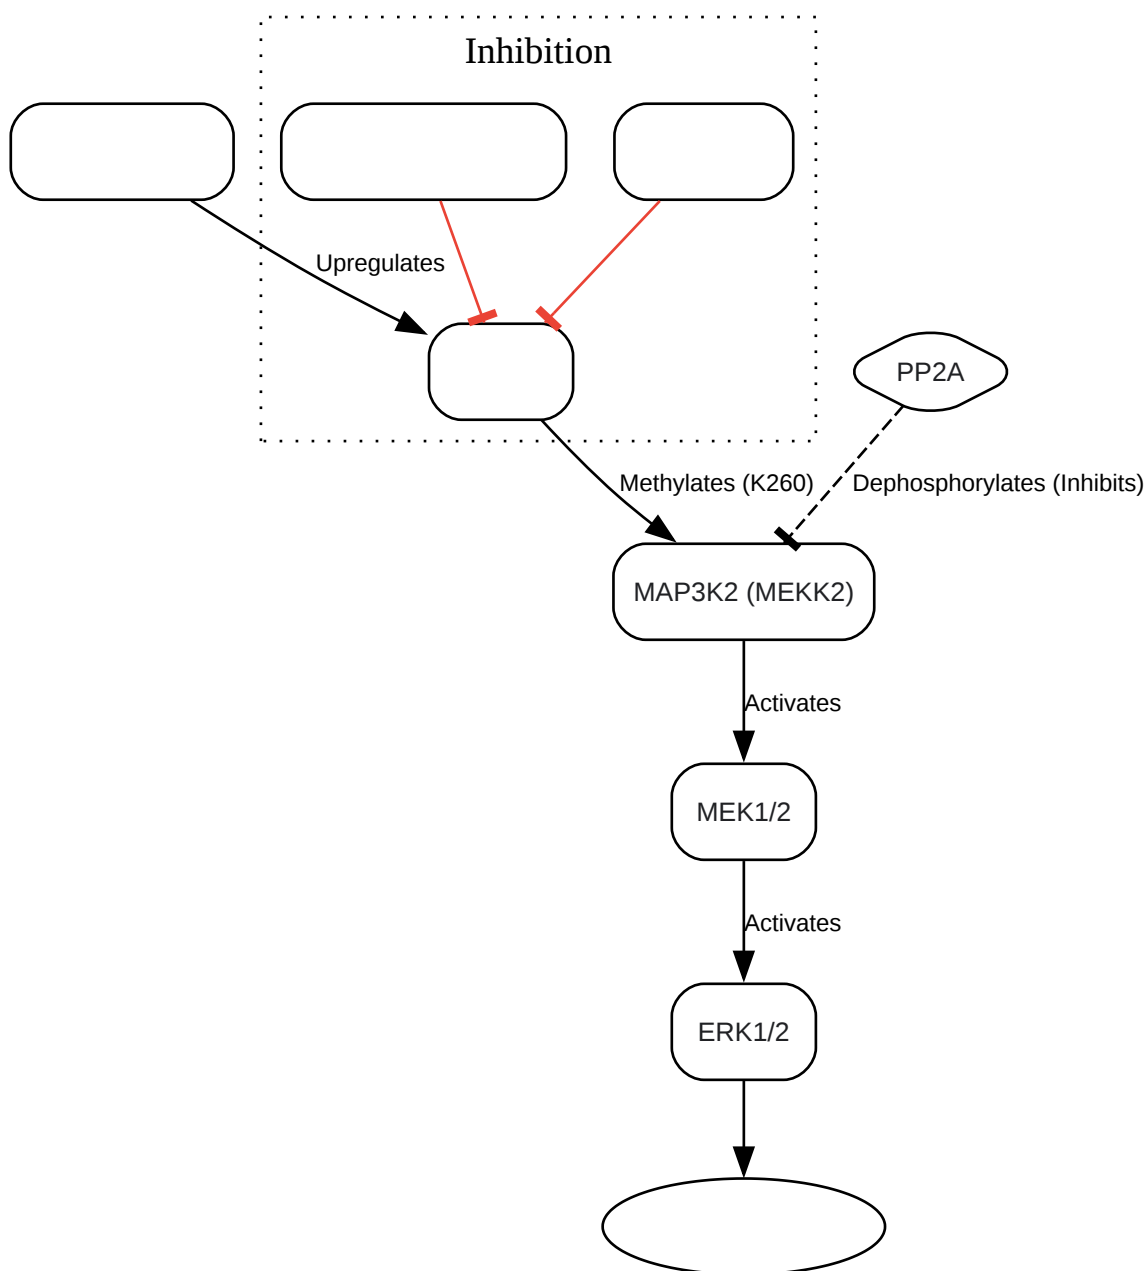 Inhibition
Upregulates
PP2A
Methylates (K260)
Dephosphorylates (Inhibits)
MAP3K2 (MEKK2)
Activates
MEK1/2
Activates
ERK1/2